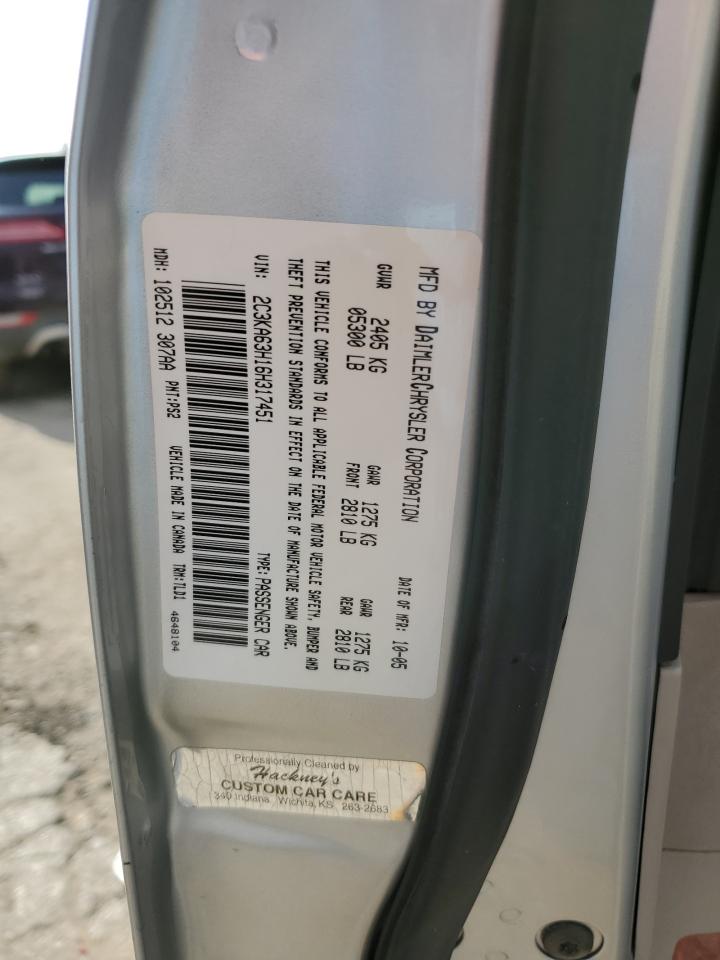 MFD BY DAIMLERCHRYSLER CORPORATION
DATE OF MFR: 10-05
GVWR 2405 KG
05300 LB
GAWR 1275 KG
FRONT 2810 LB
GAWR 1275 KG
REAR 2810 LB
THIS VEHICLE CONFORMS TO ALL APPLICABLE FEDERAL MOTOR VEHICLE SAFETY, BUMPER AND
THEFT PREVENTION STANDARDS IN EFFECT ON THE DATE OF MANUFACTURE SHOWN ABOVE.
VIN: 2C3KA63H16H317451
TYPE: PASSENGER CAR
MDH: 102512 307AA PNT:PS2 VEHICLE MADE IN CANADA TRM:7LD1 4648104
Professionally Cleaned by
Hackney's
CUSTOM CAR CARE
340 Indiana Wichita, KS. 263-2683